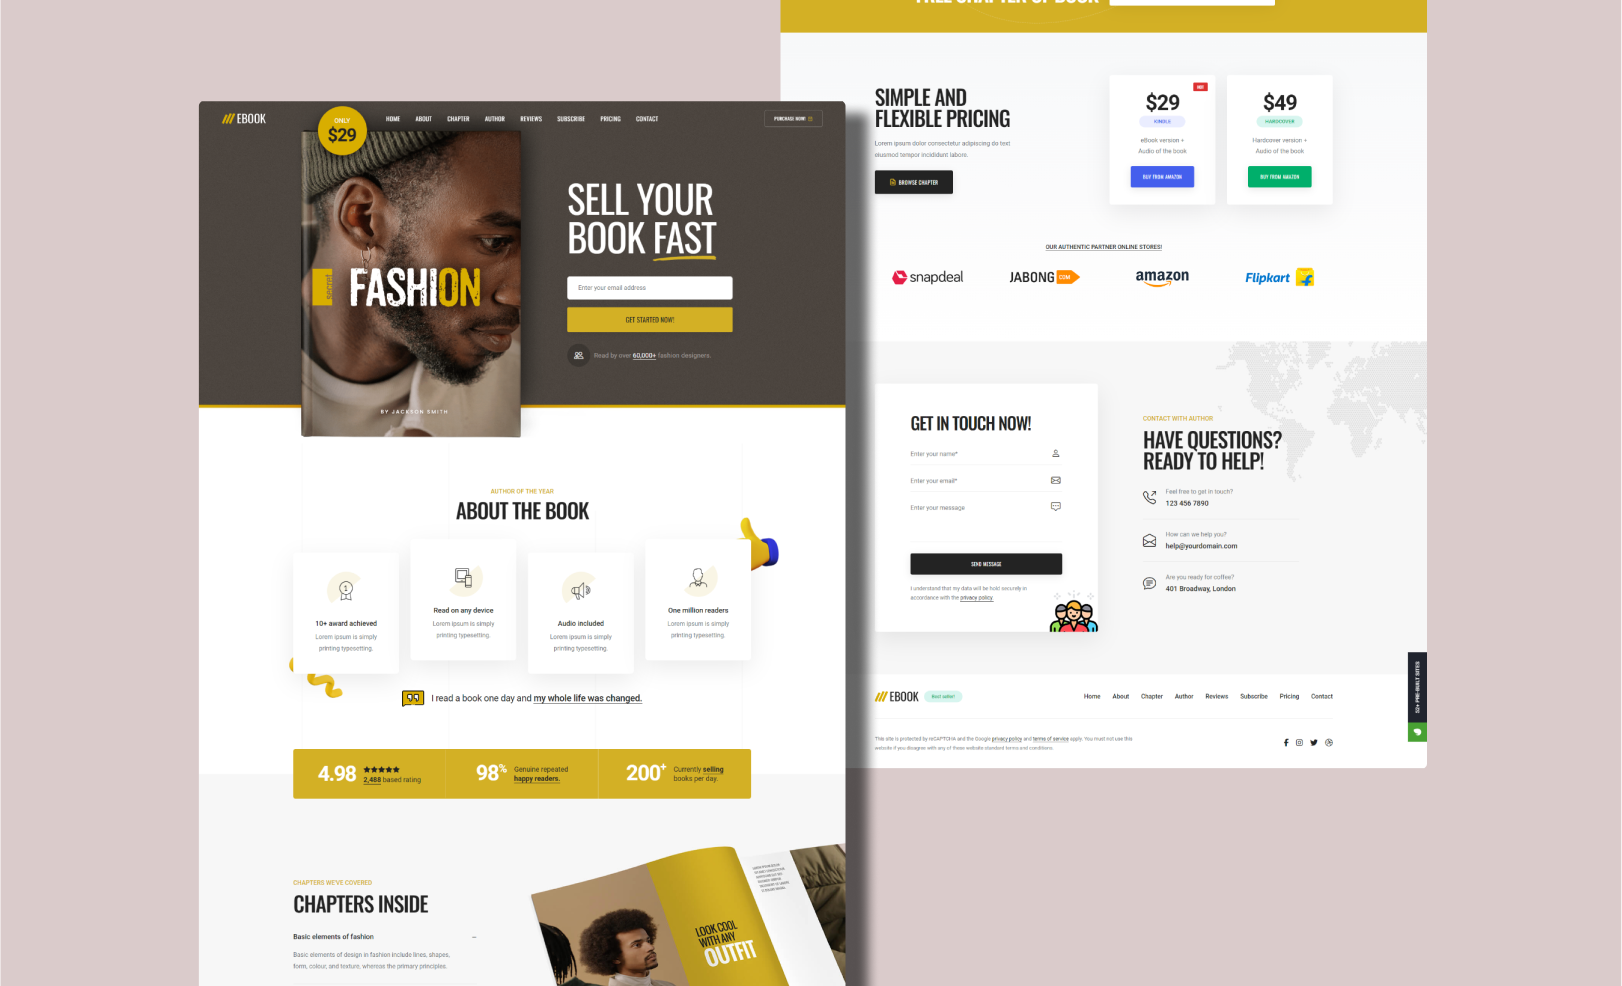 EBOOK
ONLY
$29
HOME
ABOUT
CHAPTER
AUTHOR
REVIEWS
SUBSCRIBE
PRICING
CONTACT
PURCHASE NOW!
secret
FASHION
BY JACKSON SMITH
SELL YOUR
BOOK FAST
Enter your email address
GET STARTED NOW!
Read by over 60,000+ fashion designers.
AUTHOR OF THE YEAR
ABOUT THE BOOK
1
10+ award achieved
Lorem ipsum is simply
printing typesetting.
Read on any device
Lorem ipsum is simply
printing typesetting.
Audio included
Lorem ipsum is simply
printing typesetting.
One million readers
Lorem ipsum is simply
printing typesetting.
I read a book one day and my whole life was changed.
4.98
2,488 based rating
98%
Genuine repeated
happy readers.
200+
Currently selling
books per day.
CHAPTERS WE'VE COVERED
CHAPTERS INSIDE
Basic elements of fashion
Basic elements of design in fashion include lines, shapes,
form, colour, and texture, whereas the primary principles.
LOOK COOL
WITH ANY
OUTFIT
FREE CHAPTER OF BOOK
SIMPLE AND
FLEXIBLE PRICING
Lorem ipsum dolor consectetur adipiscing do text
eiusmod tempor incididunt labore.
BROWSE CHAPTER
HOT
$29
KINDLE
eBook version +
Audio of the book
BUY FROM AMAZON
$49
HARDCOVER
Hardcover version +
Audio of the book
BUY FROM AMAZON
OUR AUTHENTIC PARTNER ONLINE STORES!
snapdeal
JABONG COM
amazon
Flipkart
GET IN TOUCH NOW!
Enter your name*
Enter your email*
Enter your message
SEND MESSAGE
I understand that my data will be hold securely in
accordance with the privacy policy.
CONTACT WITH AUTHOR
HAVE QUESTIONS?
READY TO HELP!
Feel free to get in touch?
123 456 7890
How can we help you?
help@yourdomain.com
Are you ready for coffee?
401 Broadway, London
52+ PRE-BUILT SITES
EBOOK
Best seller!
Home
About
Chapter
Author
Reviews
Subscribe
Pricing
Contact
This site is protected by reCAPTCHA and the Google privacy policy and terms of service apply. You must not use this
website if you disagree with any of these website standard terms and conditions.